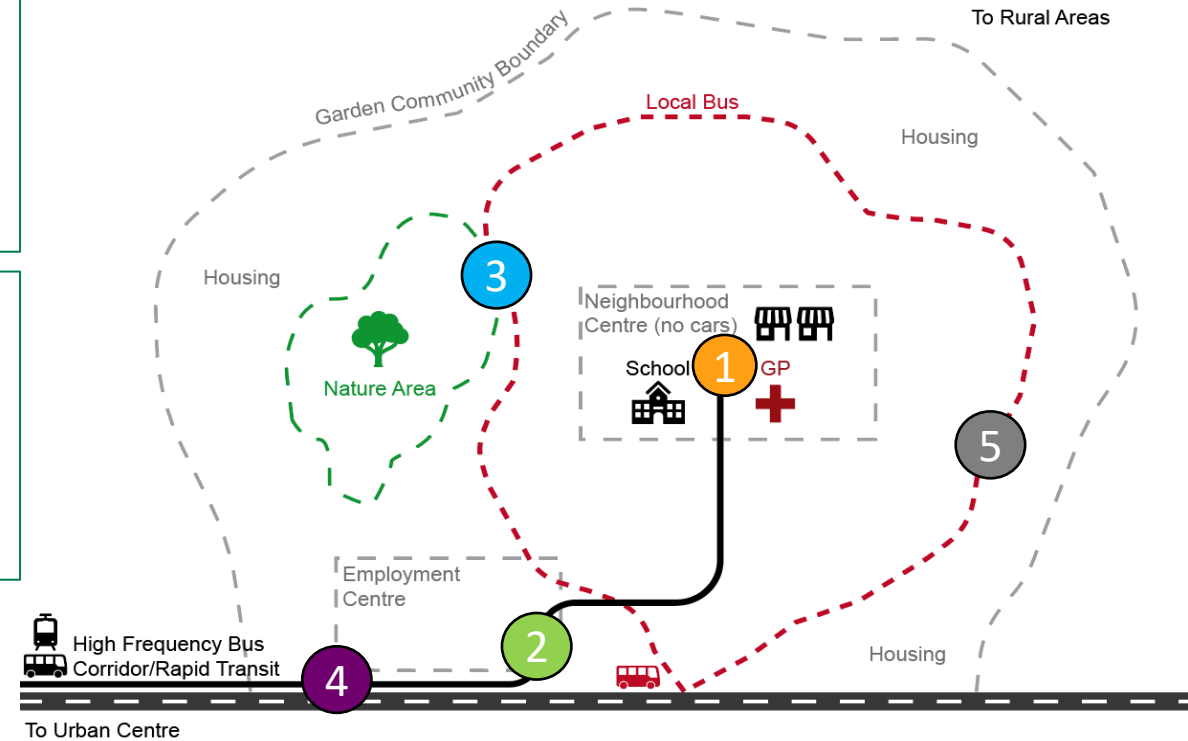 To Rural Areas
Garden Community Boundary
Local Bus
Housing
Housing
3
Neighbourhood
Centre (no cars)
1
School
GP
Nature Area
5
Employment
Centre
2
High Frequency Bus
Corridor/Rapid Transit
4
Housing
To Urban Centre